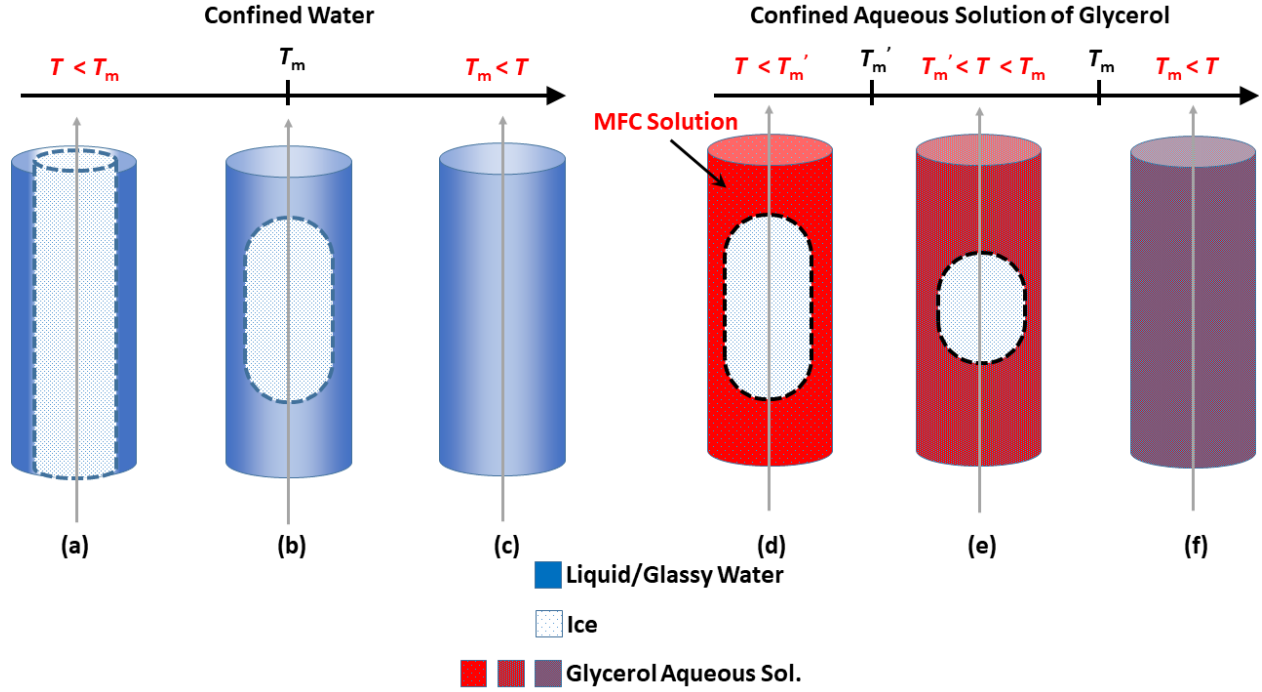 Confined Water
Confined Aqueous Solution of Glycerol
T < Tm
Tm
Tm < T
T < Tm'
Tm'
Tm' < T < Tm
Tm
Tm < T
MFC Solution
(a)
(b)
(c)
(d)
(e)
(f)
Liquid/Glassy Water
Ice
Glycerol Aqueous Sol.